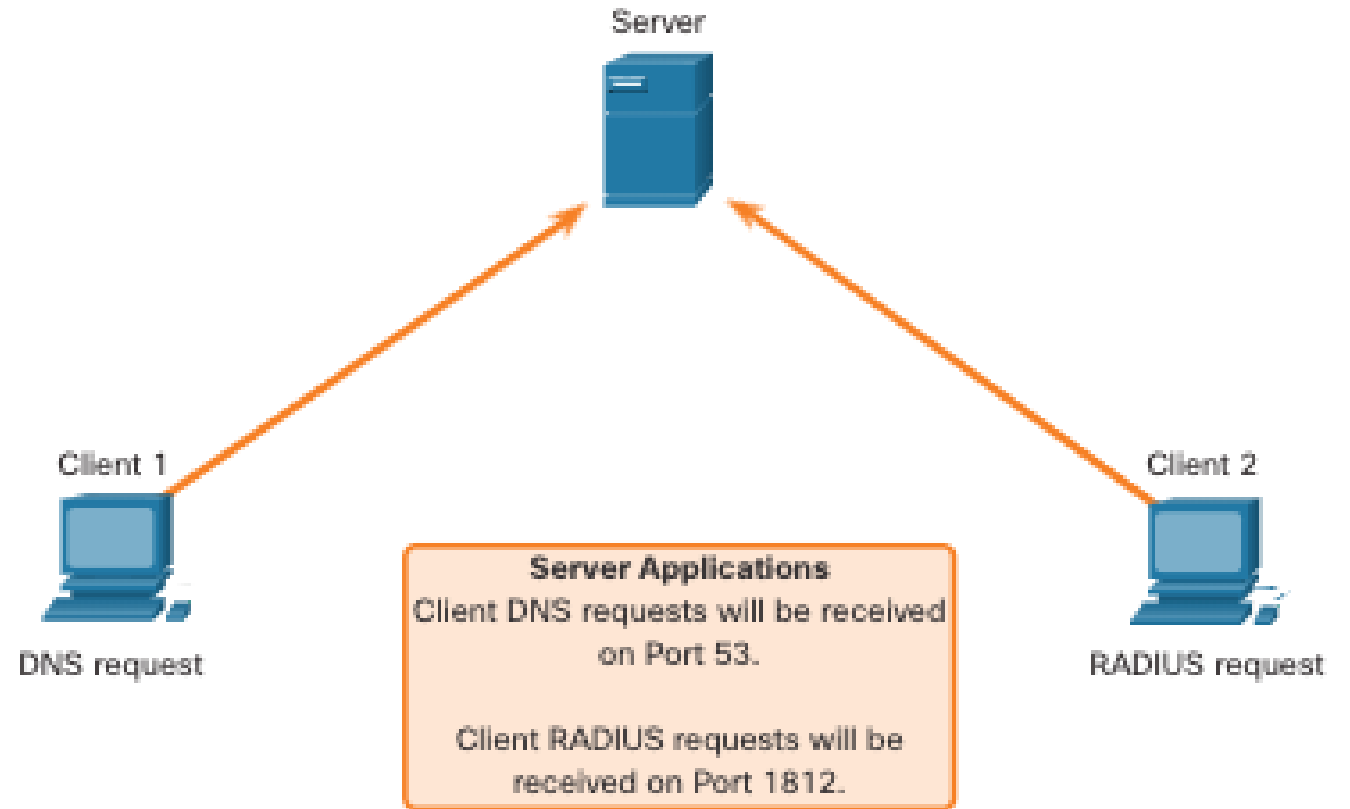 Server
Client 1
Client 2
DNS request
RADIUS request
Server Applications
Client DNS requests will be received
on Port 53.
Client RADIUS requests will be
received on Port 1812.